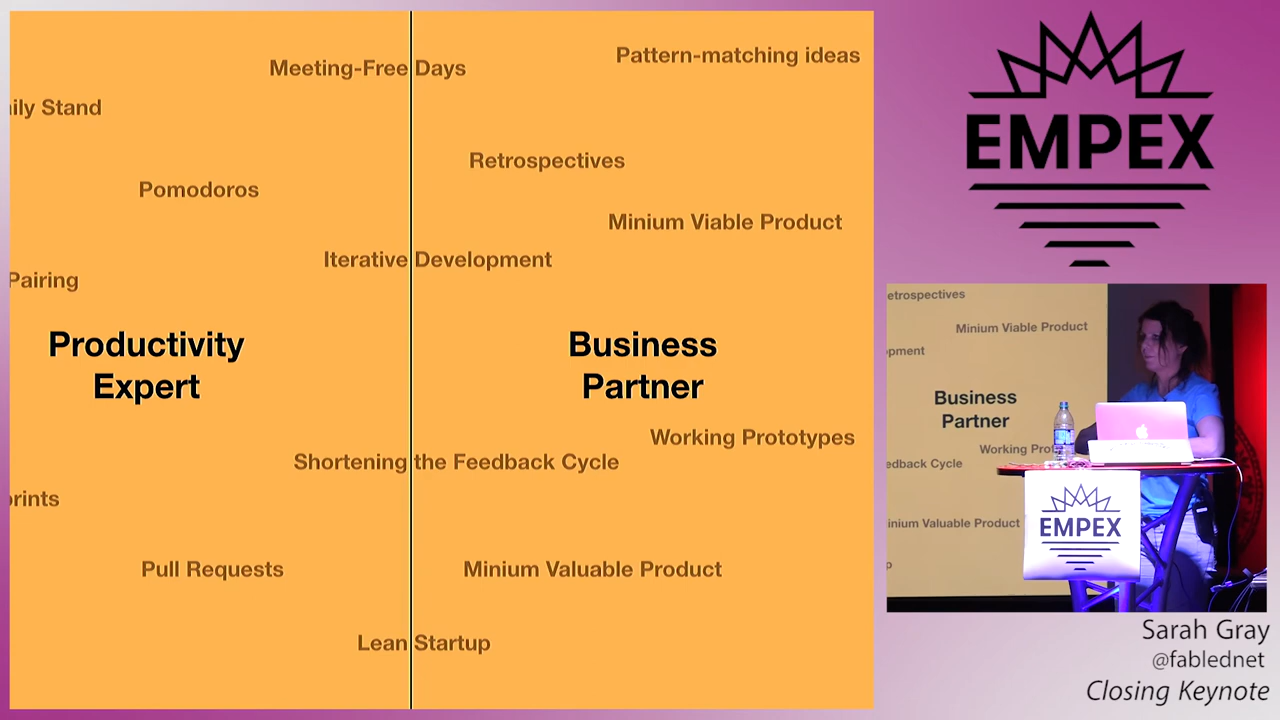 Meeting-Free Days
Pattern-matching ideas
ily Stand
Retrospectives
Pomodoros
Minium Viable Product
Iterative Development
Pairing
Productivity
Expert
Business
Partner
Working Prototypes
Shortening the Feedback Cycle
rints
Pull Requests
Minium Valuable Product
Lean Startup
EMPEX
etrospectives
Minium Viable Product
pment
Business
Partner
Working Pro
edback Cycle
inium Valuable Product
p
EMPEX
Sarah Gray
@fablednet
Closing Keynote